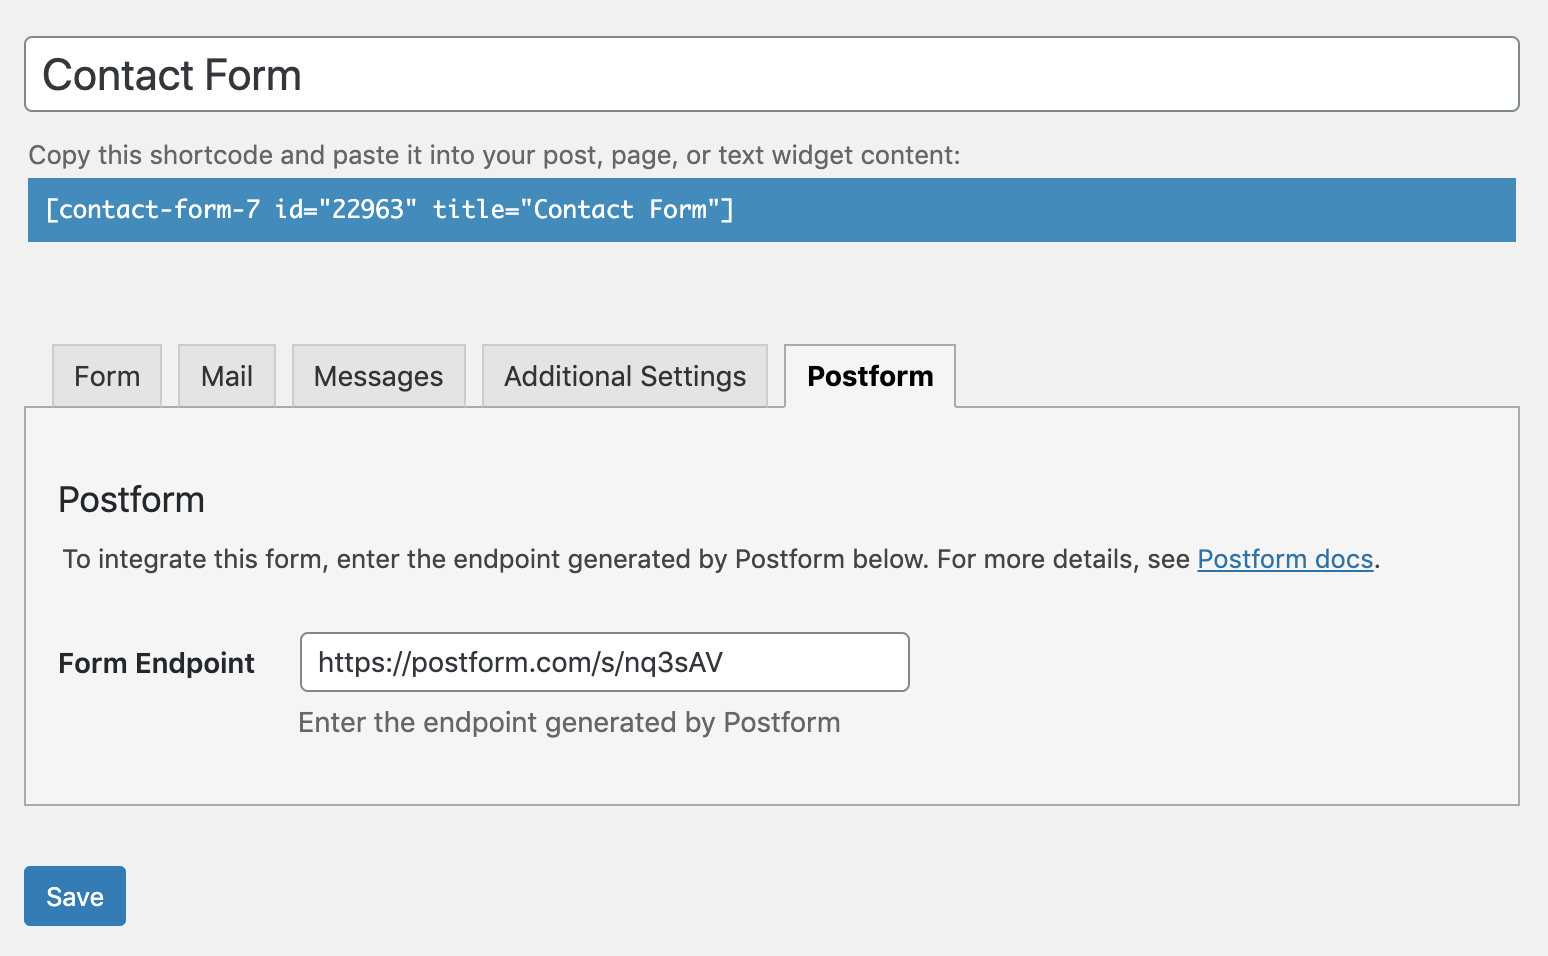 Contact Form
Copy this shortcode and paste it into your post, page, or text widget content:
[contact-form-7 id="22963" title="Contact Form"]
Form Mail Messages Additional Settings Postform
Postform
To integrate this form, enter the endpoint generated by Postform below. For more details, see Postform docs.
Form Endpoint https://postform.com/s/nq3sAV
Enter the endpoint generated by Postform
Save